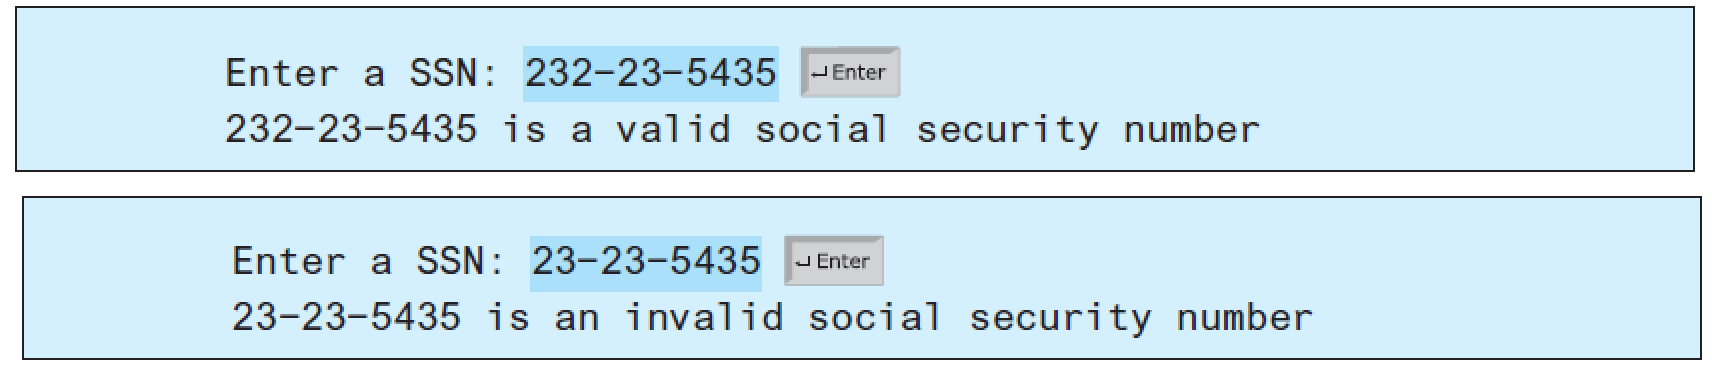 Enter a SSN: 232-23-5435 ↵Enter
232-23-5435 is a valid social security number
Enter a SSN: 23-23-5435 ↵Enter
23-23-5435 is an invalid social security number